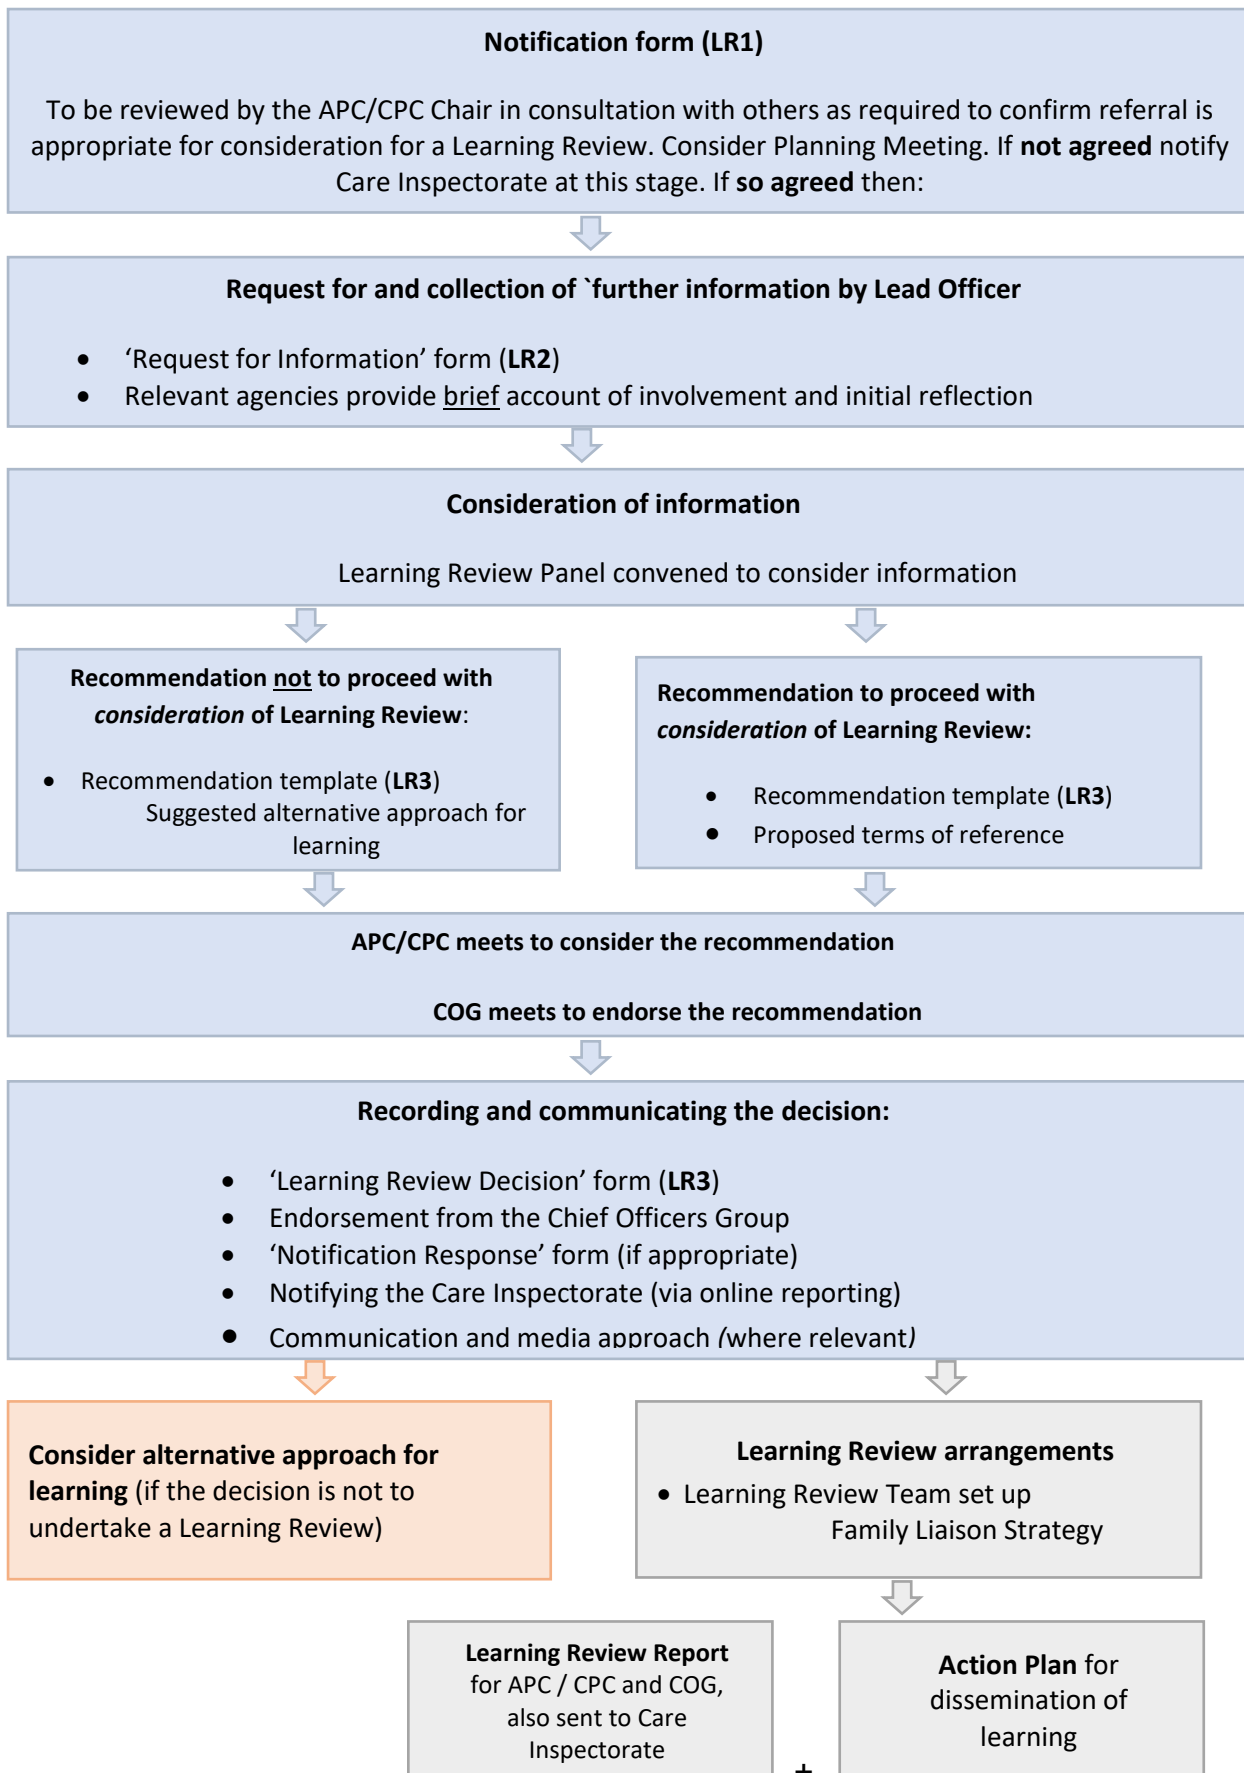 Notification form (LR1)
To be reviewed by the APC/CPC Chair in consultation with others as required to confirm referral is
appropriate for consideration for a Learning Review. Consider Planning Meeting. If not agreed notify
Care Inspectorate at this stage. If so agreed then:
Request for and collection of `further information by Lead Officer
• ‘Request for Information’ form (LR2)
• Relevant agencies provide brief account of involvement and initial reflection
Consideration of information
Learning Review Panel convened to consider information
Recommendation not to proceed with
consideration of Learning Review:
• Recommendation template (LR3)
Suggested alternative approach for
learning
Recommendation to proceed with
consideration of Learning Review:
• Recommendation template (LR3)
• Proposed terms of reference
APC/CPC meets to consider the recommendation
COG meets to endorse the recommendation
Recording and communicating the decision:
• ‘Learning Review Decision’ form (LR3)
• Endorsement from the Chief Officers Group
• ‘Notification Response’ form (if appropriate)
• Notifying the Care Inspectorate (via online reporting)
• Communication and media approach (where relevant)
Consider alternative approach for
learning (if the decision is not to
undertake a Learning Review)
Learning Review arrangements
• Learning Review Team set up
Family Liaison Strategy
Learning Review Report
for APC / CPC and COG,
also sent to Care
Inspectorate
+
Action Plan for
dissemination of
learning